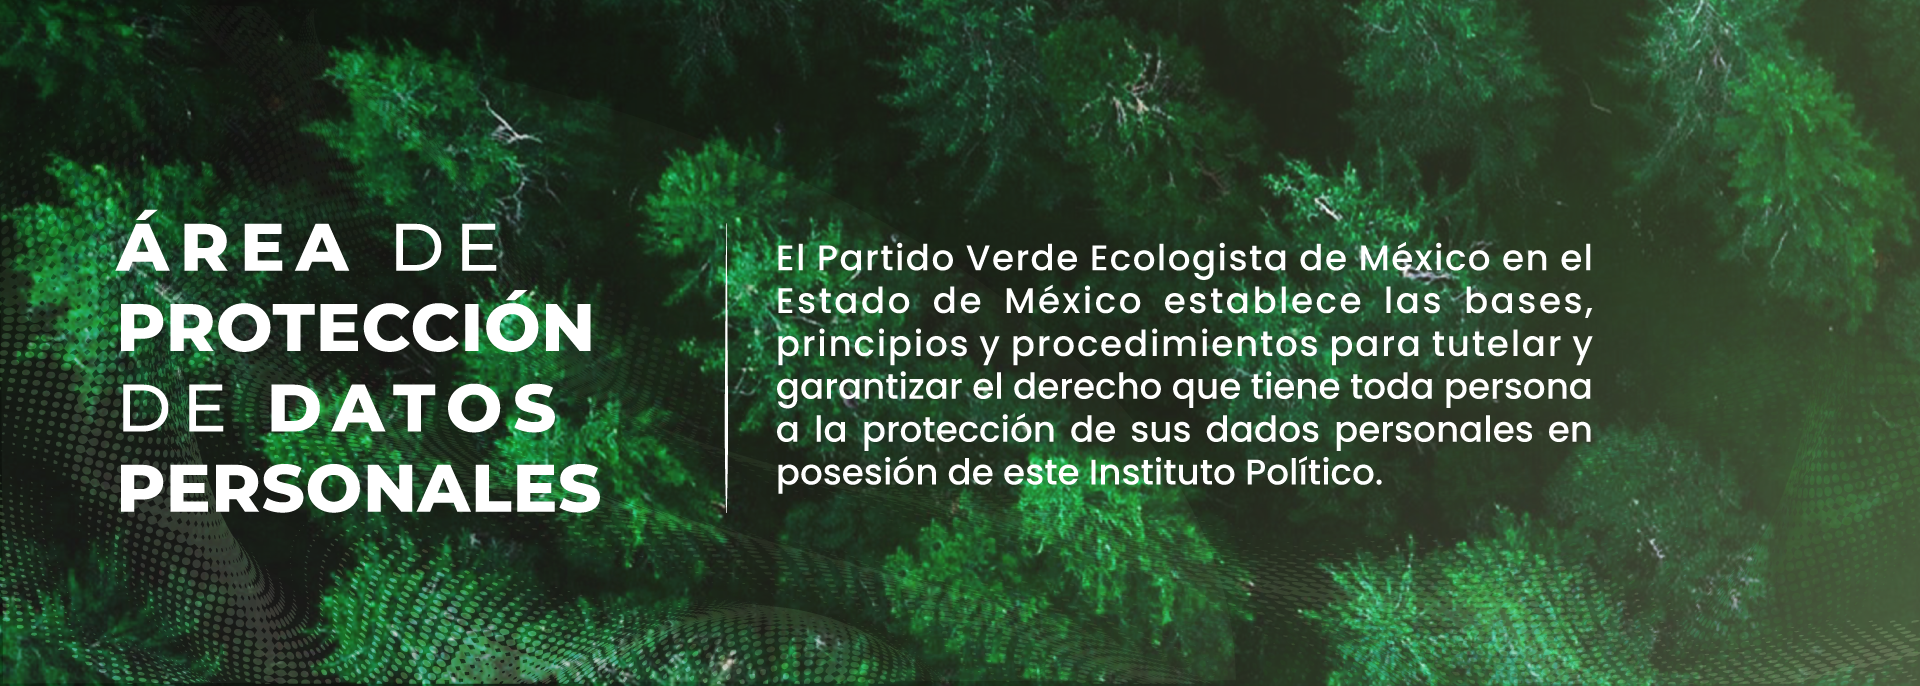 ÁREA DE
PROTECCIÓN
DE DATOS
PERSONALES
El Partido Verde Ecologista de México en el
Estado de México establece las bases,
principios y procedimientos para tutelar y
garantizar el derecho que tiene toda persona
a la protección de sus dados personales en
posesión de este Instituto Político.